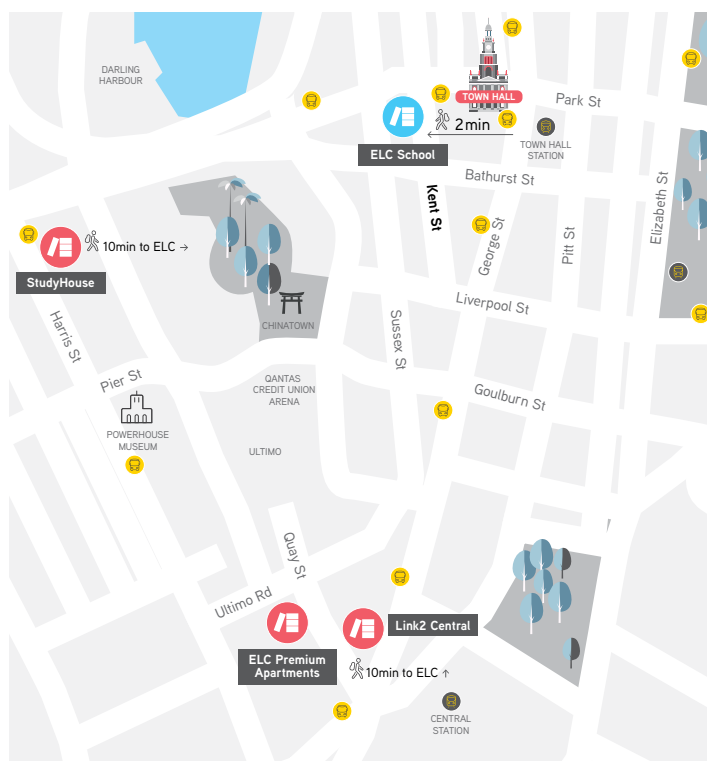 DARLING
HARBOUR
TOWN HALL
Park St
2min
ELC School
TOWN HALL
STATION
Bathurst St
Elizabeth St
Kent St
George St
Pitt St
10min to ELC →
StudyHouse
Liverpool St
CHINATOWN
Harris St
Sussex St
Pier St
QANTAS
CREDIT UNION
ARENA
Goulburn St
POWERHOUSE
MUSEUM
ULTIMO
Quay St
Ultimo Rd
Link2 Central
ELC Premium
Apartments
10min to ELC ↑
CENTRAL
STATION